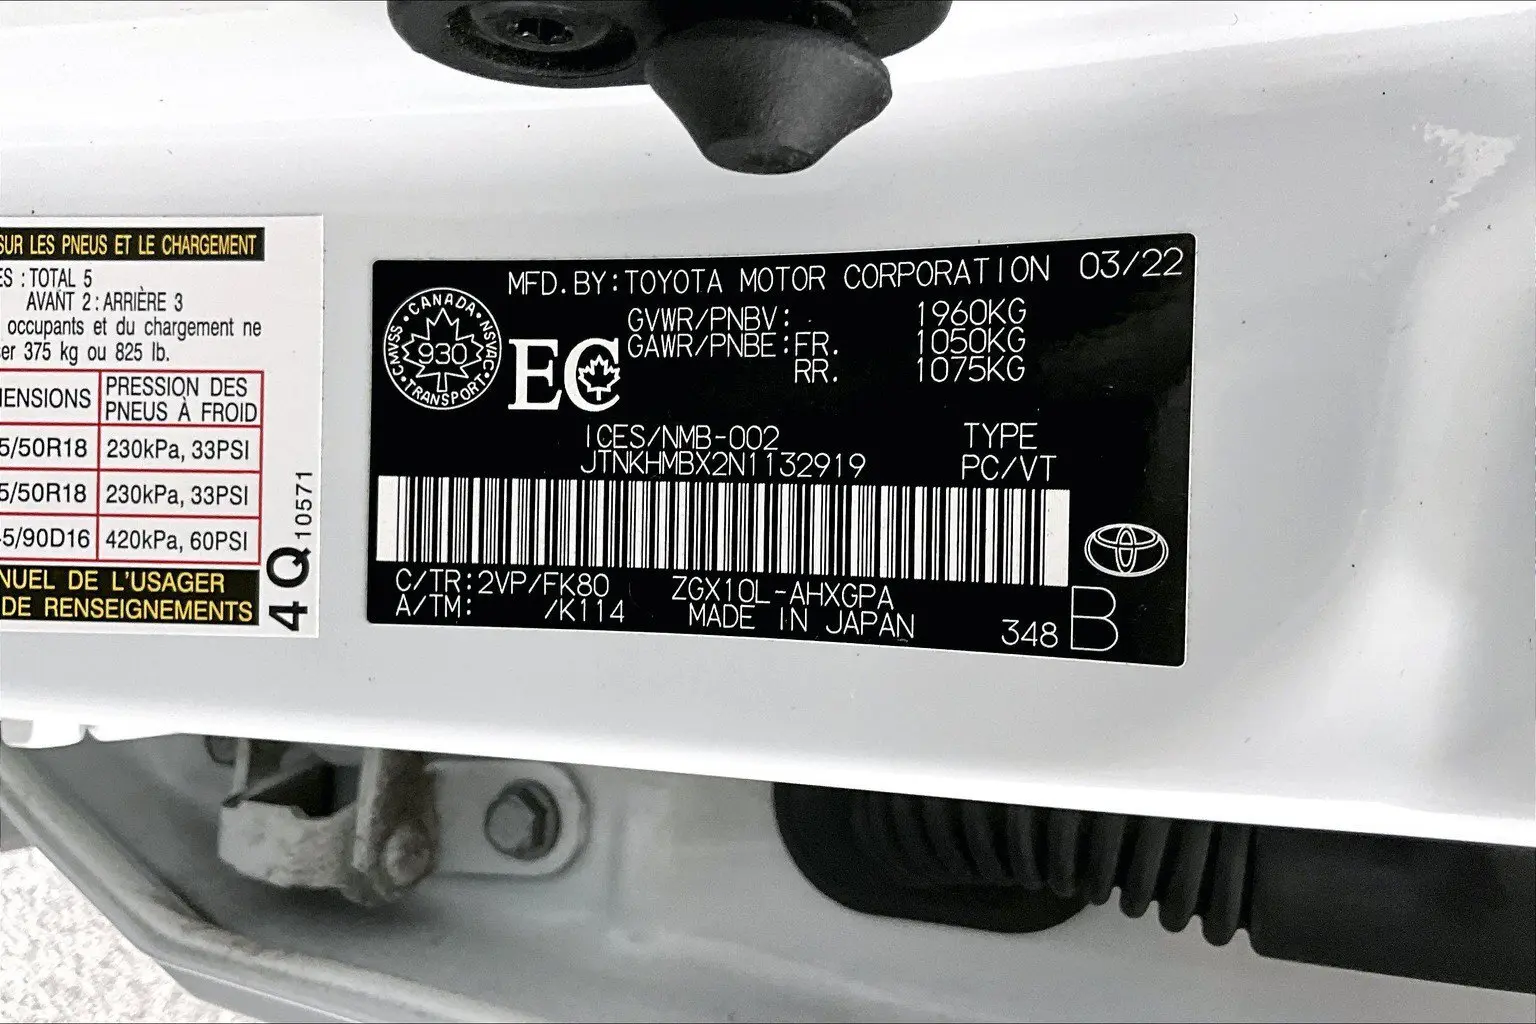 SUR LES PNEUS ET LE CHARGEMENT
ES : TOTAL 5
AVANT 2 : ARRIÈRE 3
occupants et du chargement ne
ser 375 kg ou 825 lb.
MENSIONS PRESSION DES
PNEUS À FROID
5/50R18 230kPa, 33PSI
5/50R18 230kPa, 33PSI
45/90D16 420kPa, 60PSI
NUEL DE L'USAGER
DE RENSEIGNEMENTS
4Q 10571
MFD. BY: TOYOTA MOTOR CORPORATION 03/22
GVWR/PNBV: 1960KG
GAWR/PNBE: FR. 1050KG
RR. 1075KG
CANADA
CMVSS 930 NSVAC
TRANSPORT
EC
ICES/NMB-002 TYPE
JTNKHMBX2N1132919 PC/VT
C/TR: 2VP/FK80 ZGX10L-AHXGPA
A/TM: /K114 MADE IN JAPAN 348 B